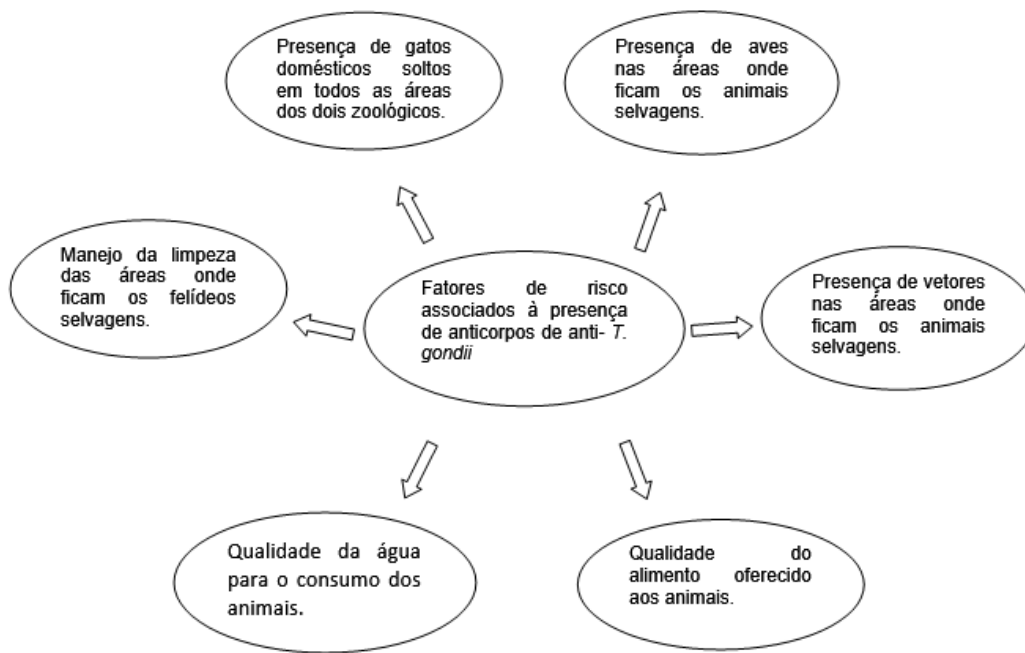 Presença de gatos
domésticos soltos
em todos as áreas
dos dois zoológicos.
Presença de aves
nas áreas onde
ficam os animais
selvagens.
Manejo da limpeza
das áreas onde
ficam os felídeos
selvagens.
Fatores de risco
associados à presença
de anticorpos de anti- T.
gondii
Presença de vetores
nas áreas onde
ficam os animais
selvagens.
Qualidade da água
para o consumo dos
animais.
Qualidade do
alimento oferecido
aos animais.